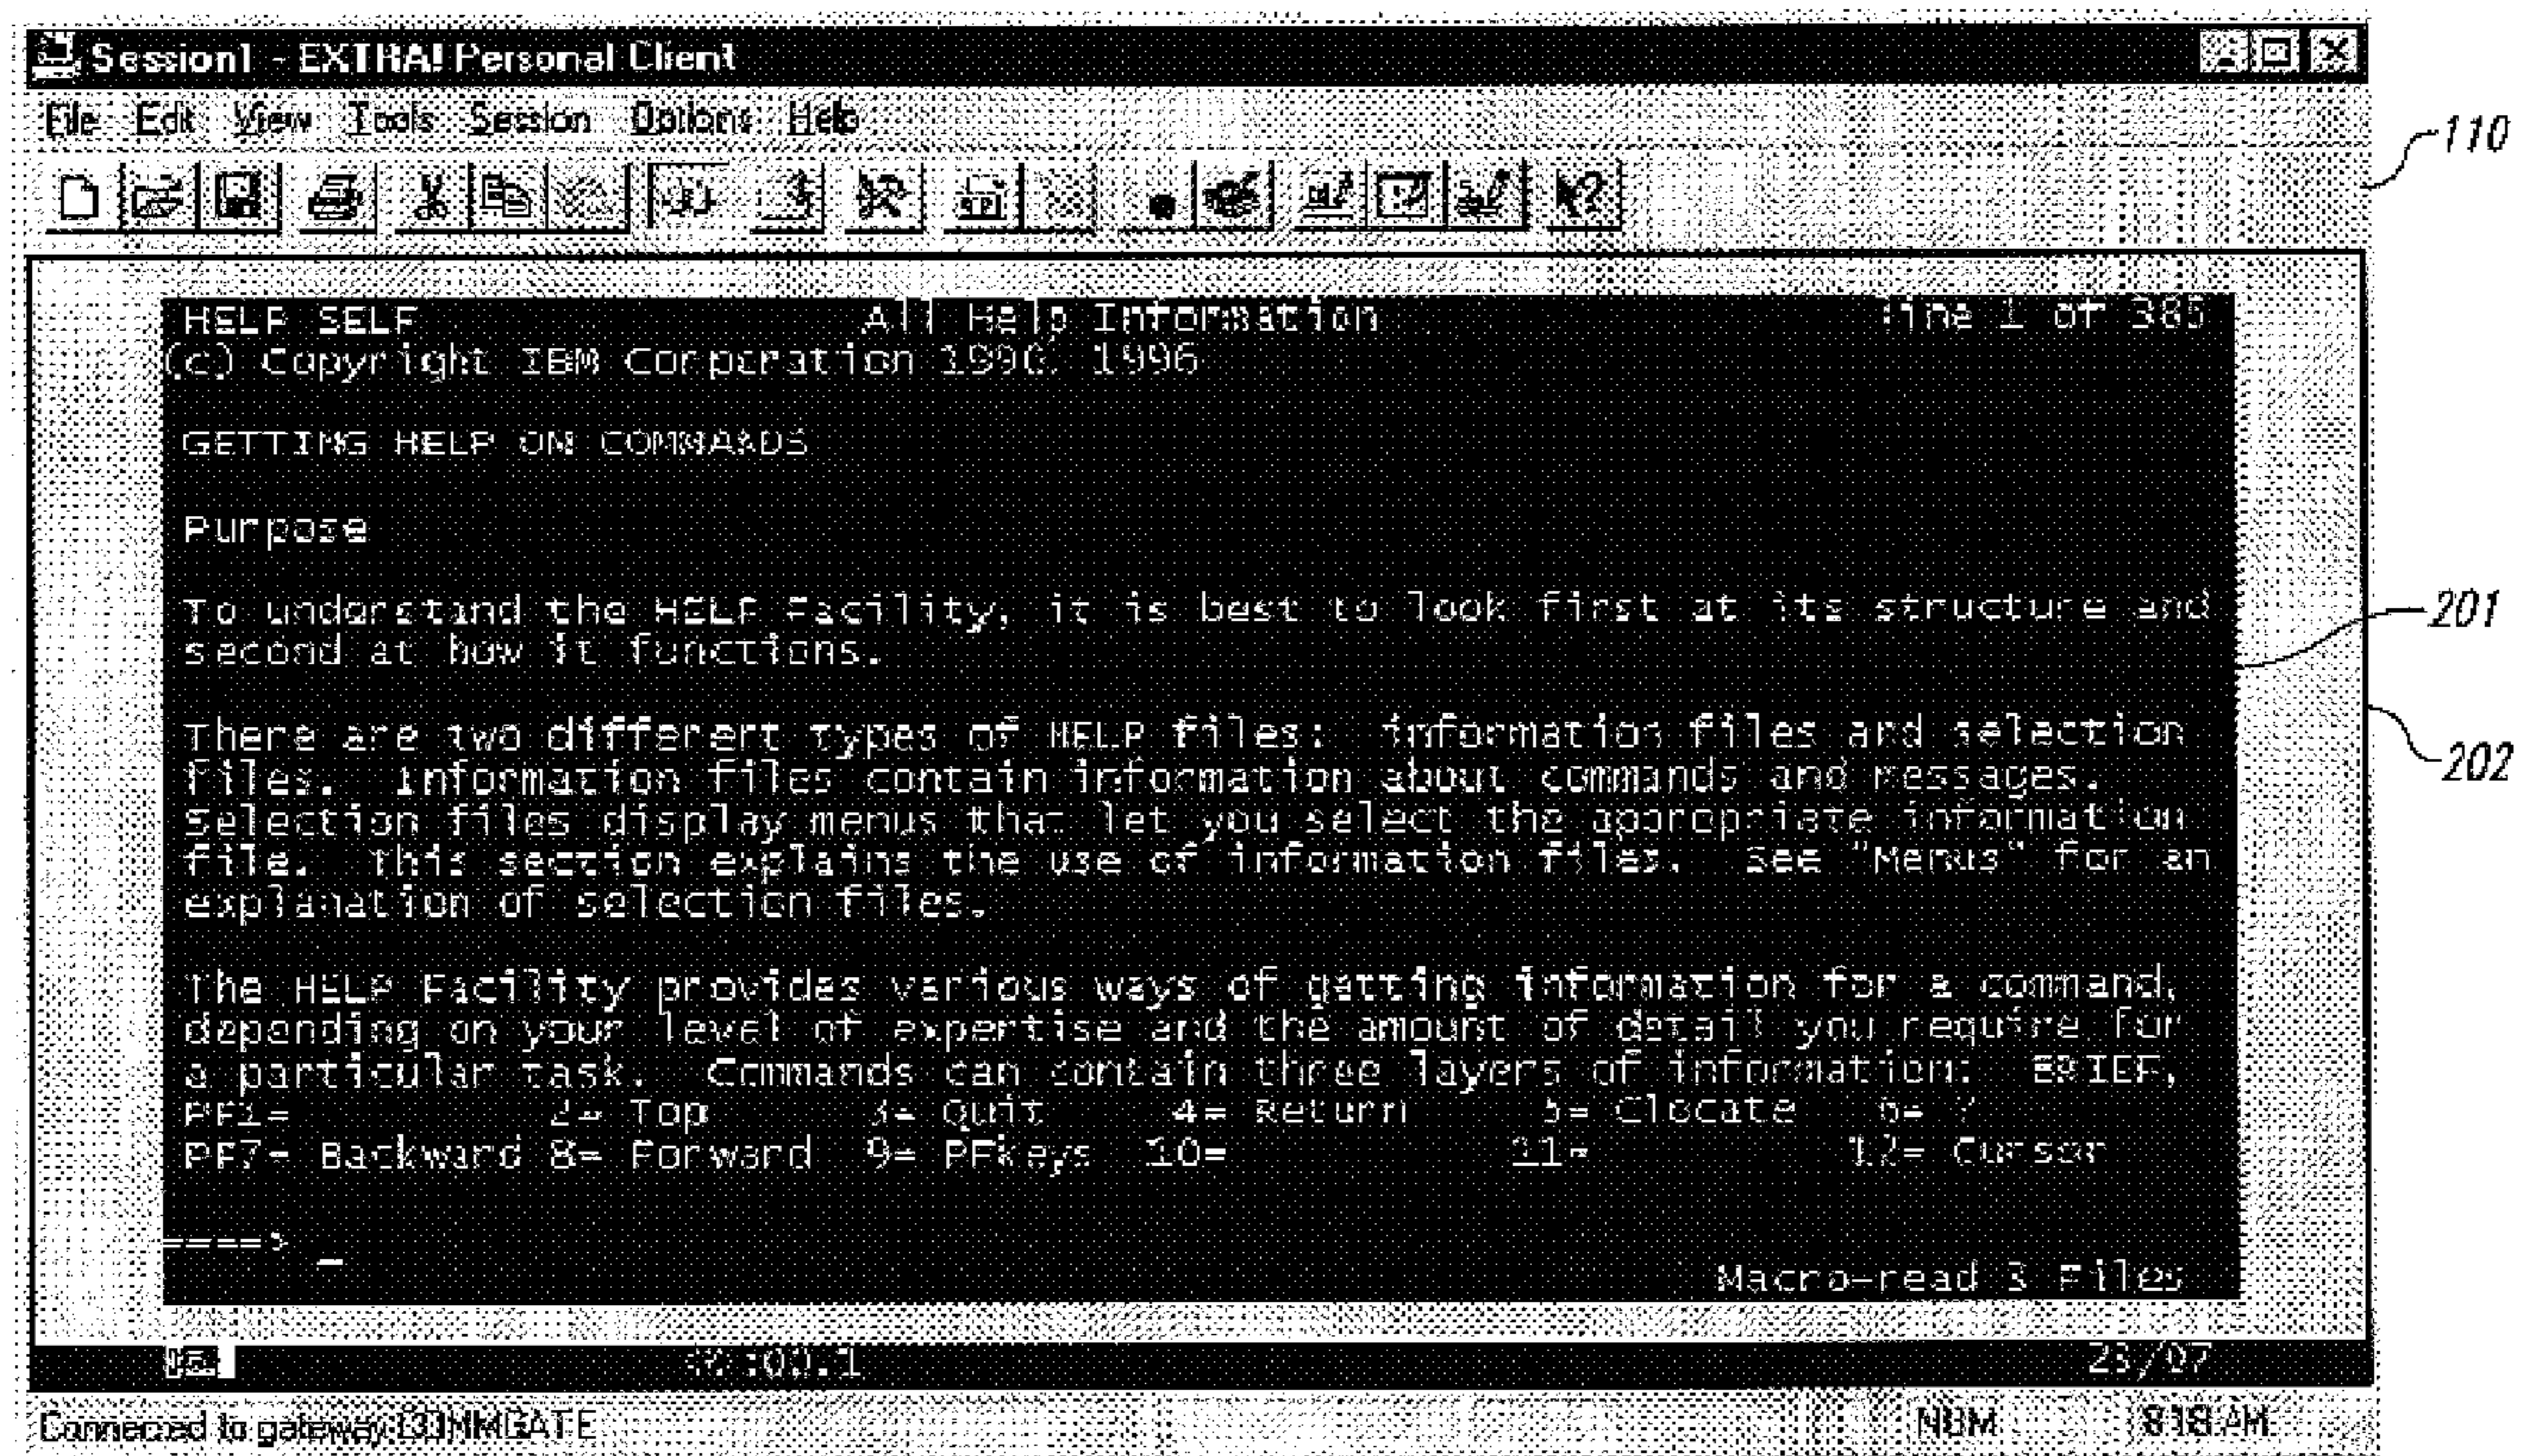 Session1 - EXTRA! Personal Client
File Edit View Tools Session Options Help
110
HELP SELF All Help Information line 1 of 385
(c) Copyright IBM Corporation 1990, 1996
GETTING HELP ON COMMANDS
Purpose
To understand the HELP Facility, it is best to look first at its structure and
201
second at how it functions.
There are two different types of HELP files: information files and selection
202
files. Information files contain information about commands and messages.
Selection files display menus that let you select the appropriate information
file. This section explains the use of information files. See "Menus" for an
explanation of selection files.
The HELP Facility provides various ways of getting information for a command,
depending on your level of expertise and the amount of detail you require for
a particular task. Commands can contain three layers of information: BRIEF,
PF1= 2= Top 3= Quit 4= Return 5= Clocate 6= ?
PF7= Backward 8= Forward 9= PFkeys 10= 11= 12= Cursor
====> _
Macro-read 3 Files
23/07
Connected to gateway NUM 8:18 AM